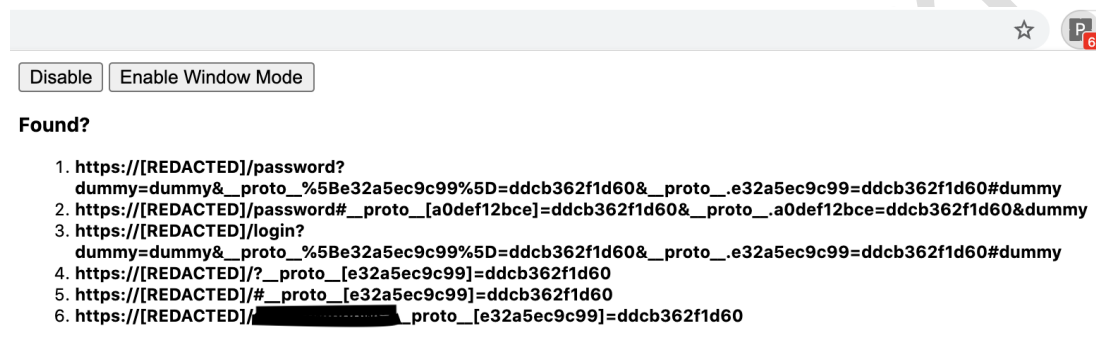 P
6
Disable Enable Window Mode
Found?
1. https://[REDACTED]/password?
dummy=dummy&__proto__%5Be32a5ec9c99%5D=ddcb362f1d60&__proto__.e32a5ec9c99=ddcb362f1d60#dummy
2. https://[REDACTED]/password#__proto__[a0def12bce]=ddcb362f1d60&__proto__.a0def12bce=ddcb362f1d60&dummy
3. https://[REDACTED]/login?
dummy=dummy&__proto__%5Be32a5ec9c99%5D=ddcb362f1d60&__proto__.e32a5ec9c99=ddcb362f1d60#dummy
4. https://[REDACTED]/?__proto__[e32a5ec9c99]=ddcb362f1d60
5. https://[REDACTED]/#__proto__[e32a5ec9c99]=ddcb362f1d60
6. https://[REDACTED]/ _proto__[e32a5ec9c99]=ddcb362f1d60